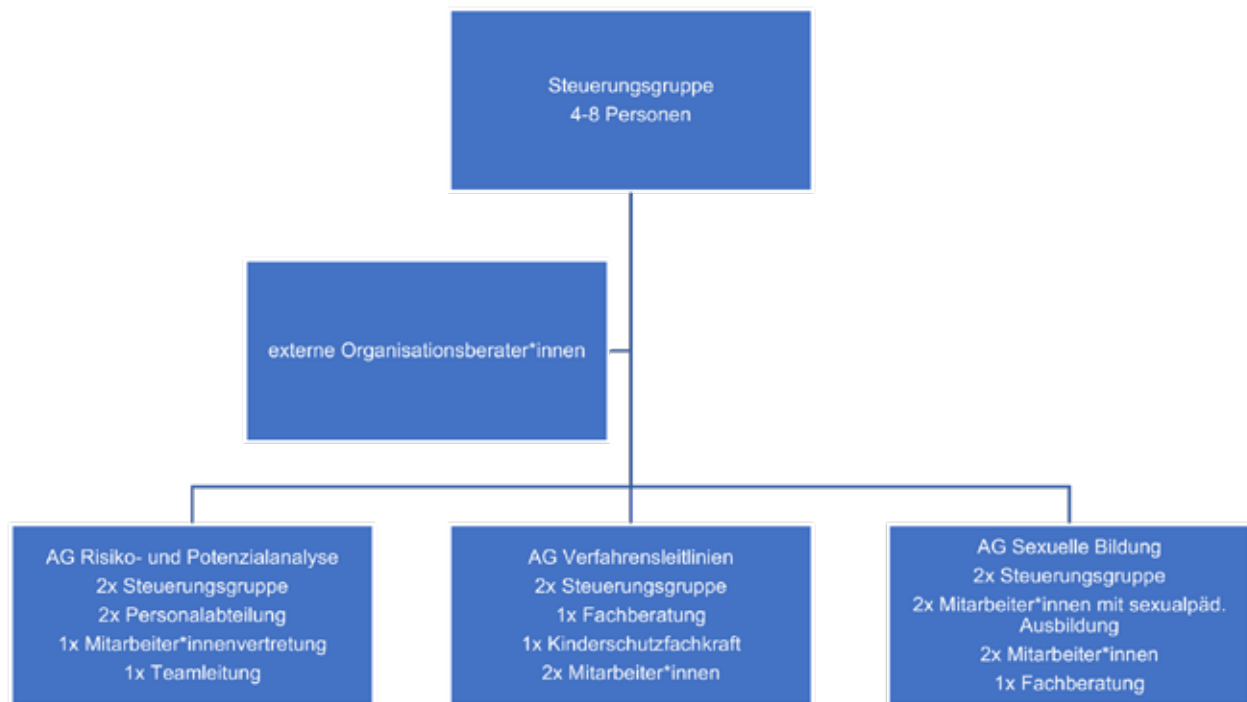 Steuerungsgruppe
4-8 Personen
externe Organisationsberater*innen
AG Risiko- und Potenzialanalyse
2x Steuerungsgruppe
2x Personalabteilung
1x Mitarbeiter*innenvertretung
1x Teamleitung
AG Verfahrensleitlinien
2x Steuerungsgruppe
1x Fachberatung
1x Kinderschutzfachkraft
2x Mitarbeiter*innen
AG Sexuelle Bildung
2x Steuerungsgruppe
2x Mitarbeiter*innen mit sexualpäd.
Ausbildung
2x Mitarbeiter*innen
1x Fachberatung